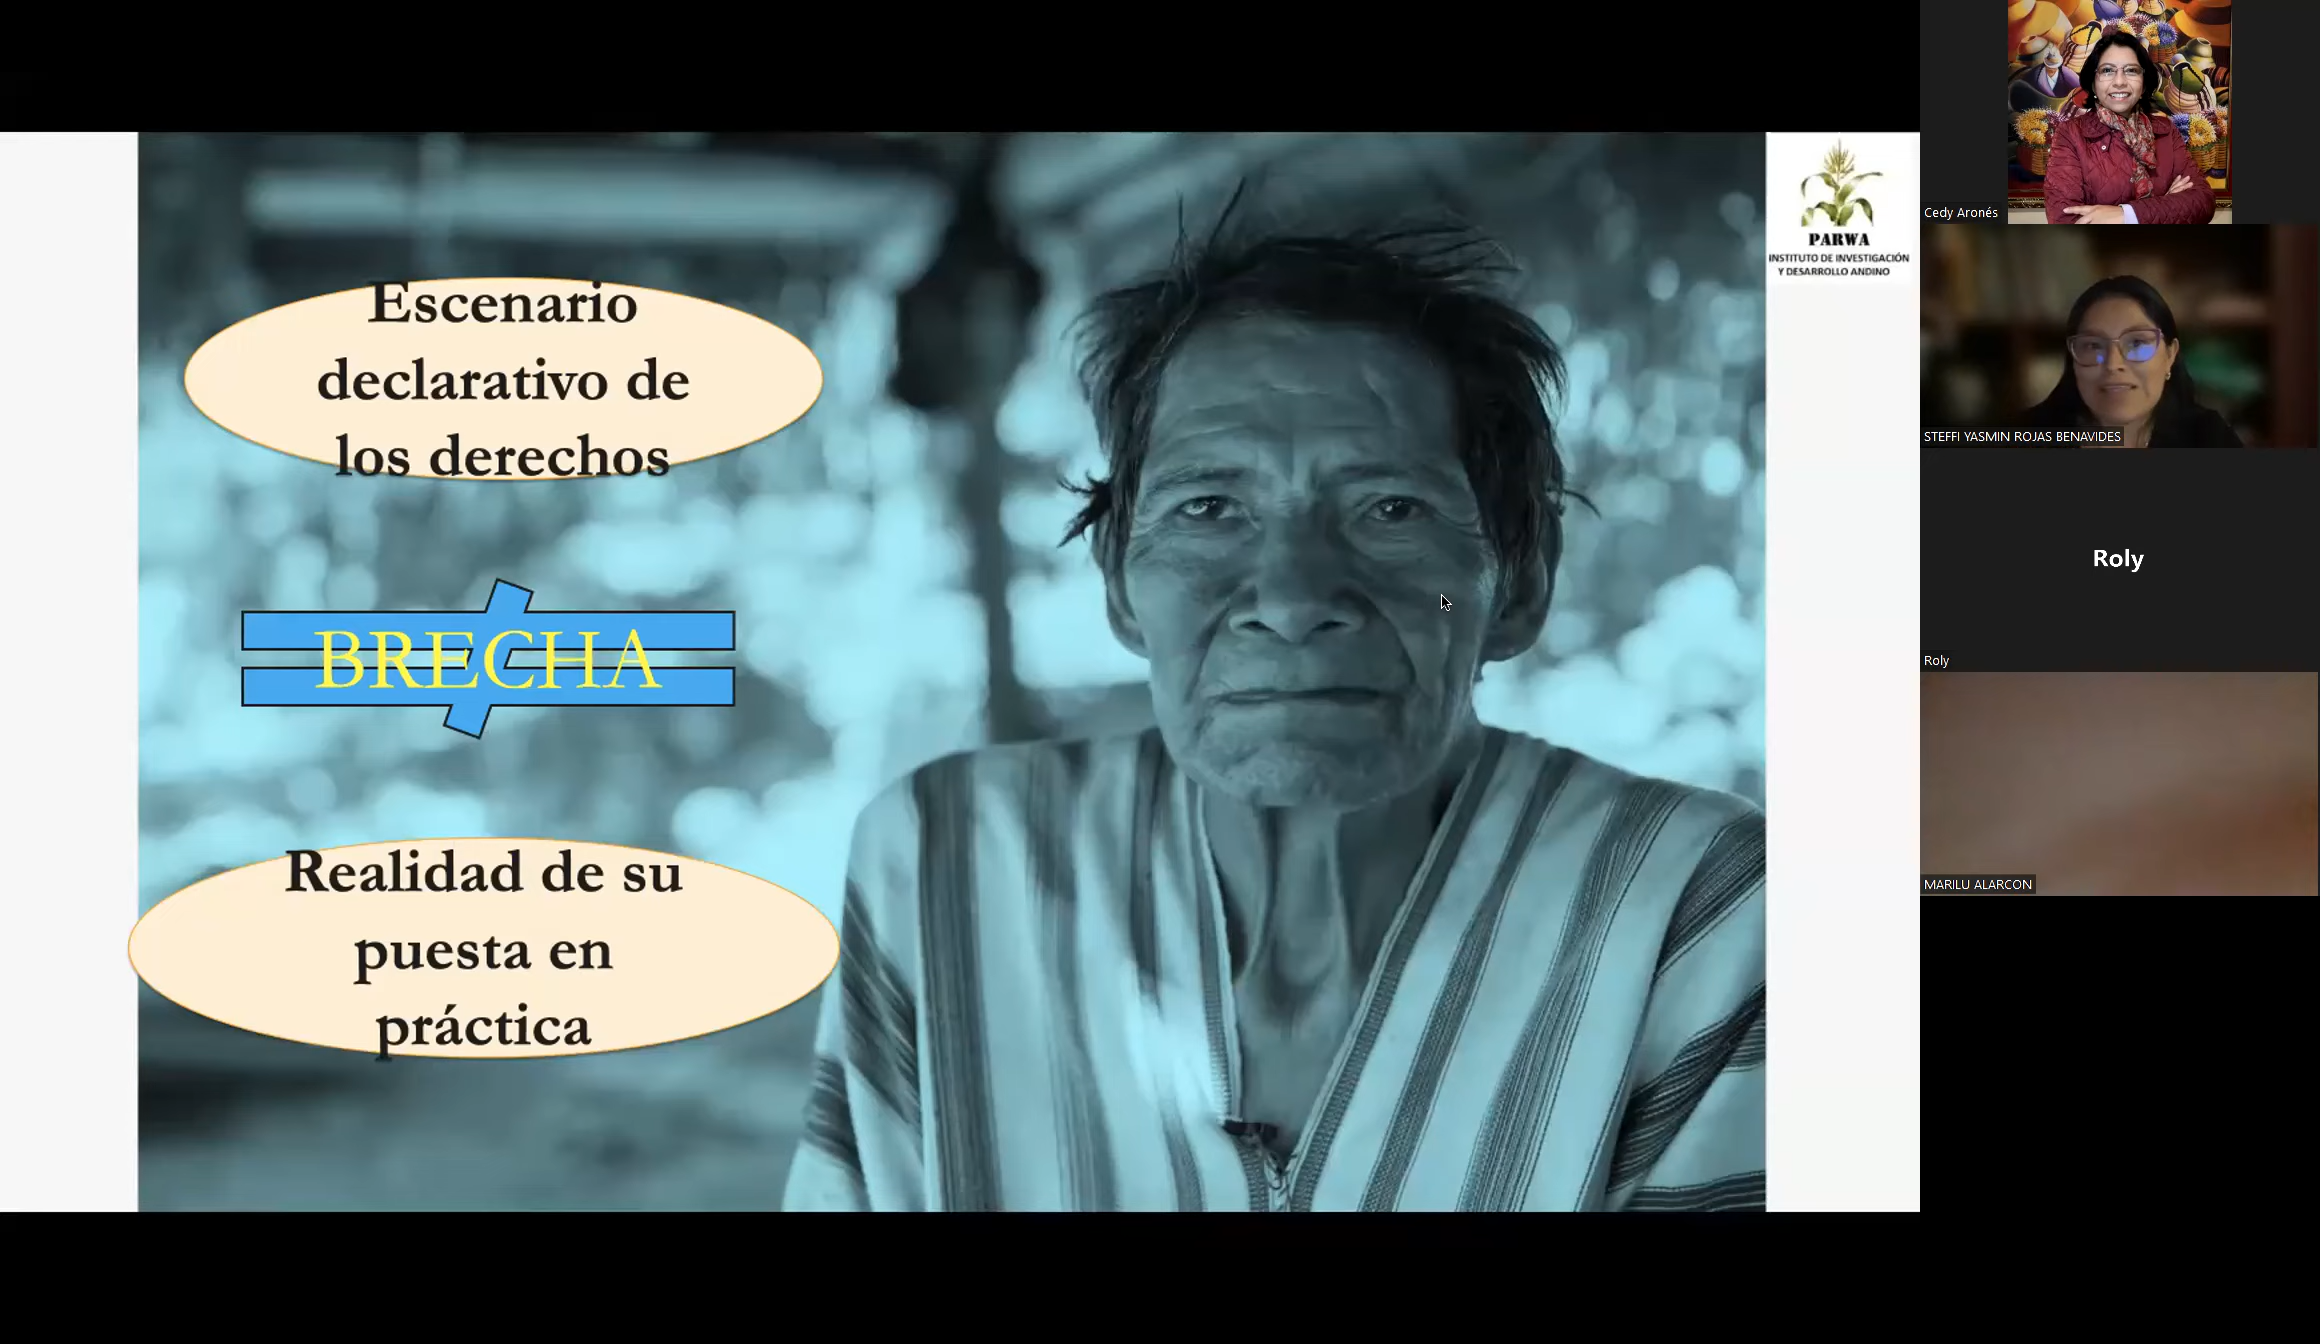 Escenario
declarativo de
los derechos
BRECHA
Realidad de su
puesta en
práctica
PARWA
INSTITUTO DE INVESTIGACIÓN
Y DESARROLLO ANDINO
Cedy Aronés
STEFFI YASMIN ROJAS BENAVIDES
Roly
Roly
MARILU ALARCON